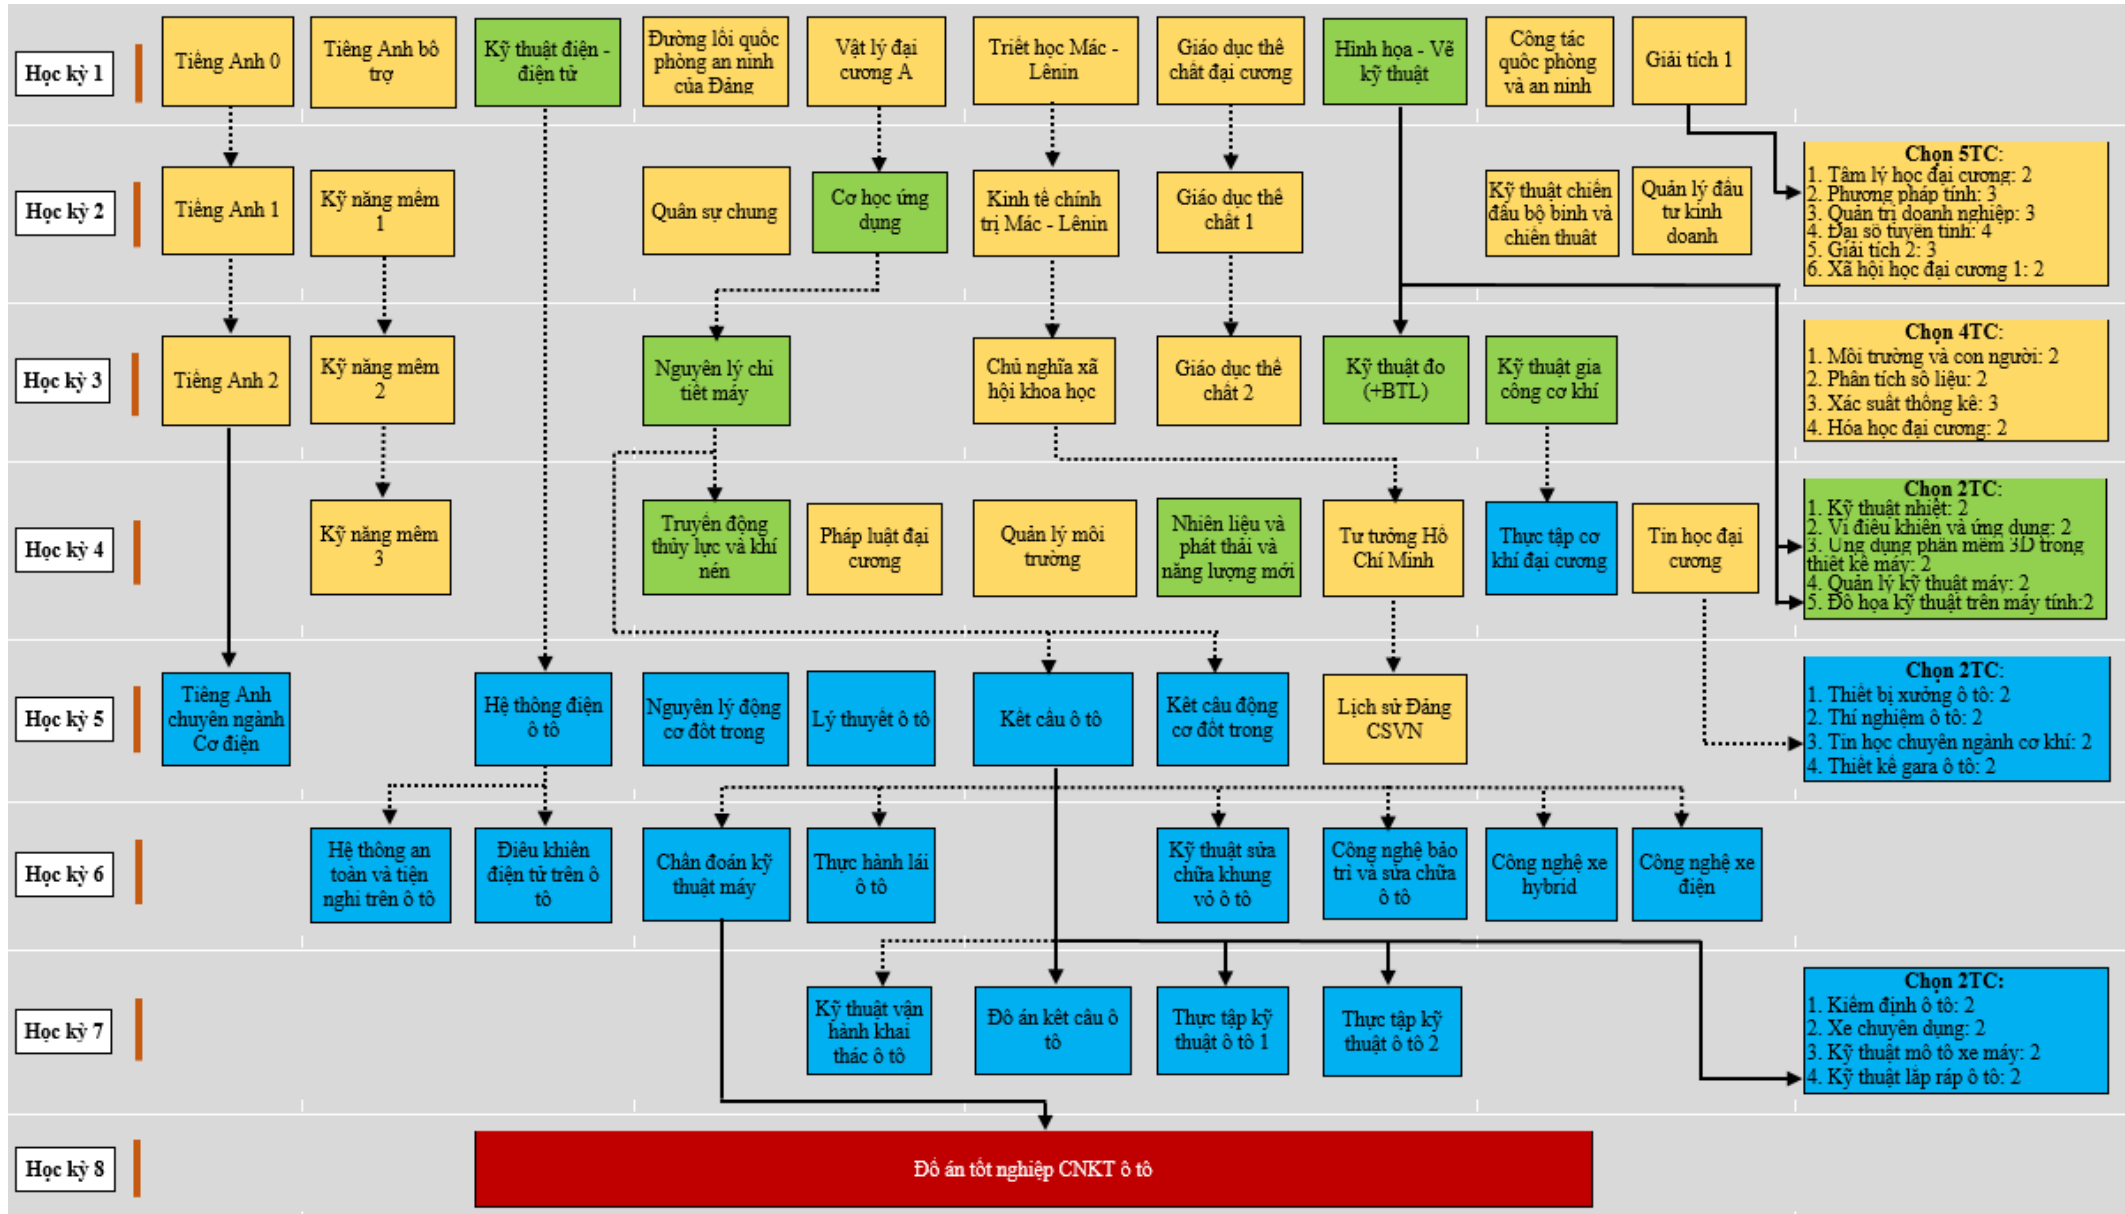 Học kỳ 1
Tiếng Anh 0
Tiếng Anh bổ
trợ
Kỹ thuật điện -
điện tử
Đường lối quốc
phòng an ninh
của Đảng
Vật lý đại
cương A
Triết học Mác -
Lênin
Giáo dục thể
chất đại cương
Hình họa - Vẽ
kỹ thuật
Công tác
quốc phòng
và an ninh
Giải tích 1
Học kỳ 2
Tiếng Anh 1
Kỹ năng mềm
1
Quân sự chung
Cơ học ứng
dụng
Kinh tế chính
trị Mác - Lênin
Giáo dục thể
chất 1
Kỹ thuật chiến
đấu bộ binh và
chiến thuật
Quản lý đầu
tư kinh
doanh
Chọn 5TC:
1. Tâm lý học đại cương: 2
2. Phương pháp tính: 3
3. Quản trị doanh nghiệp: 3
4. Đại số tuyến tính: 4
5. Giải tích 2: 3
6. Xã hội học đại cương 1: 2
Học kỳ 3
Tiếng Anh 2
Kỹ năng mềm
2
Nguyên lý chi
tiết máy
Chủ nghĩa xã
hội khoa học
Giáo dục thể
chất 2
Kỹ thuật đo
(+BTL)
Kỹ thuật gia
công cơ khí
Chọn 4TC:
1. Môi trường và con người: 2
2. Phân tích số liệu: 2
3. Xác suất thống kê: 3
4. Hóa học đại cương: 2
Học kỳ 4
Kỹ năng mềm
3
Truyền động
thủy lực và khí
nén
Pháp luật đại
cương
Quản lý môi
trường
Nhiên liệu và
phát thải và
năng lượng mới
Tư tưởng Hồ
Chí Minh
Thực tập cơ
khí đại cương
Tin học đại
cương
Chọn 2TC:
1. Kỹ thuật nhiệt: 2
2. Vi điều khiển và ứng dụng: 2
3. Ứng dụng phần mềm 3D trong
thiết kế máy: 2
4. Quản lý kỹ thuật máy: 2
5. Đồ họa kỹ thuật trên máy tính:2
Học kỳ 5
Tiếng Anh
chuyên ngành
Cơ điện
Hệ thống điện
ô tô
Nguyên lý động
cơ đốt trong
Lý thuyết ô tô
Kết cấu ô tô
Kết cấu động
cơ đốt trong
Lịch sử Đảng
CSVN
Chọn 2TC:
1. Thiết bị xưởng ô tô: 2
2. Thí nghiệm ô tô: 2
3. Tin học chuyên ngành cơ khí: 2
4. Thiết kế gara ô tô: 2
Học kỳ 6
Hệ thống an
toàn và tiện
nghi trên ô tô
Điều khiển
điện tử trên ô
tô
Chẩn đoán kỹ
thuật máy
Thực hành lái
ô tô
Kỹ thuật sửa
chữa khung
vỏ ô tô
Công nghệ bảo
trì và sửa chữa
ô tô
Công nghệ xe
hybrid
Công nghệ xe
điện
Học kỳ 7
Kỹ thuật vận
hành khai
thác ô tô
Đồ án kết cấu ô
tô
Thực tập kỹ
thuật ô tô 1
Thực tập kỹ
thuật ô tô 2
Chọn 2TC:
1. Kiểm định ô tô: 2
2. Xe chuyên dụng: 2
3. Kỹ thuật mô tô xe máy: 2
4. Kỹ thuật lắp ráp ô tô: 2
Học kỳ 8
Đồ án tốt nghiệp CNKT ô tô